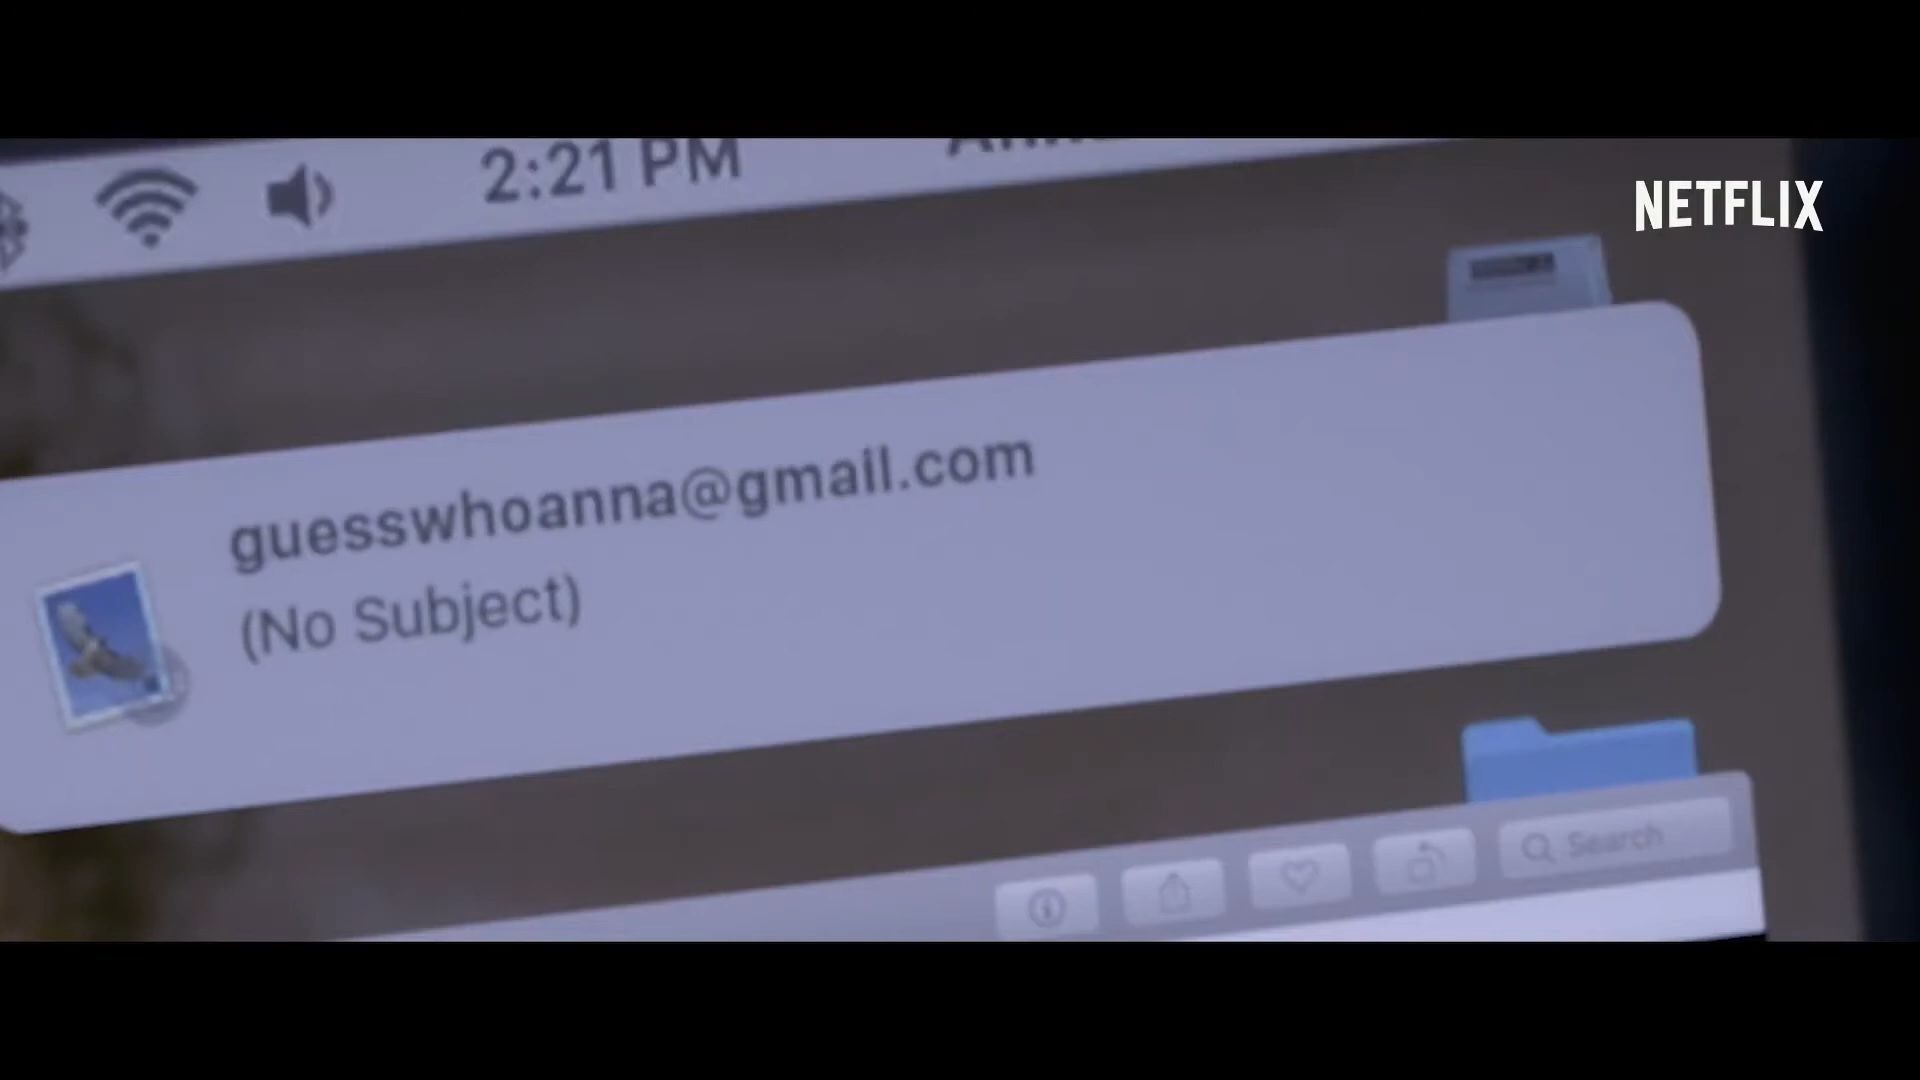 2:21 PM
NETFLIX
guesswhoanna@gmail.com
(No Subject)
Search